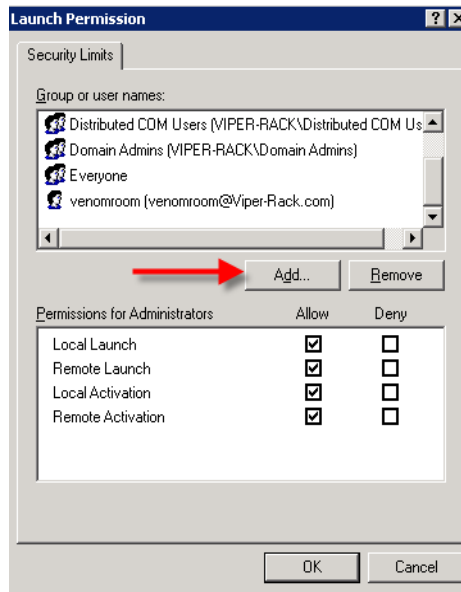 Launch Permission
Security Limits
Group or user names:
Distributed COM Users (VIPER-RACK\Distributed COM Us
Domain Admins (VIPER-RACK\Domain Admins)
Everyone
venomroom (venomroom@Viper-Rack.com)
Add... Remove
Permissions for Administrators Allow Deny
Local Launch
Remote Launch
Local Activation
Remote Activation
OK Cancel